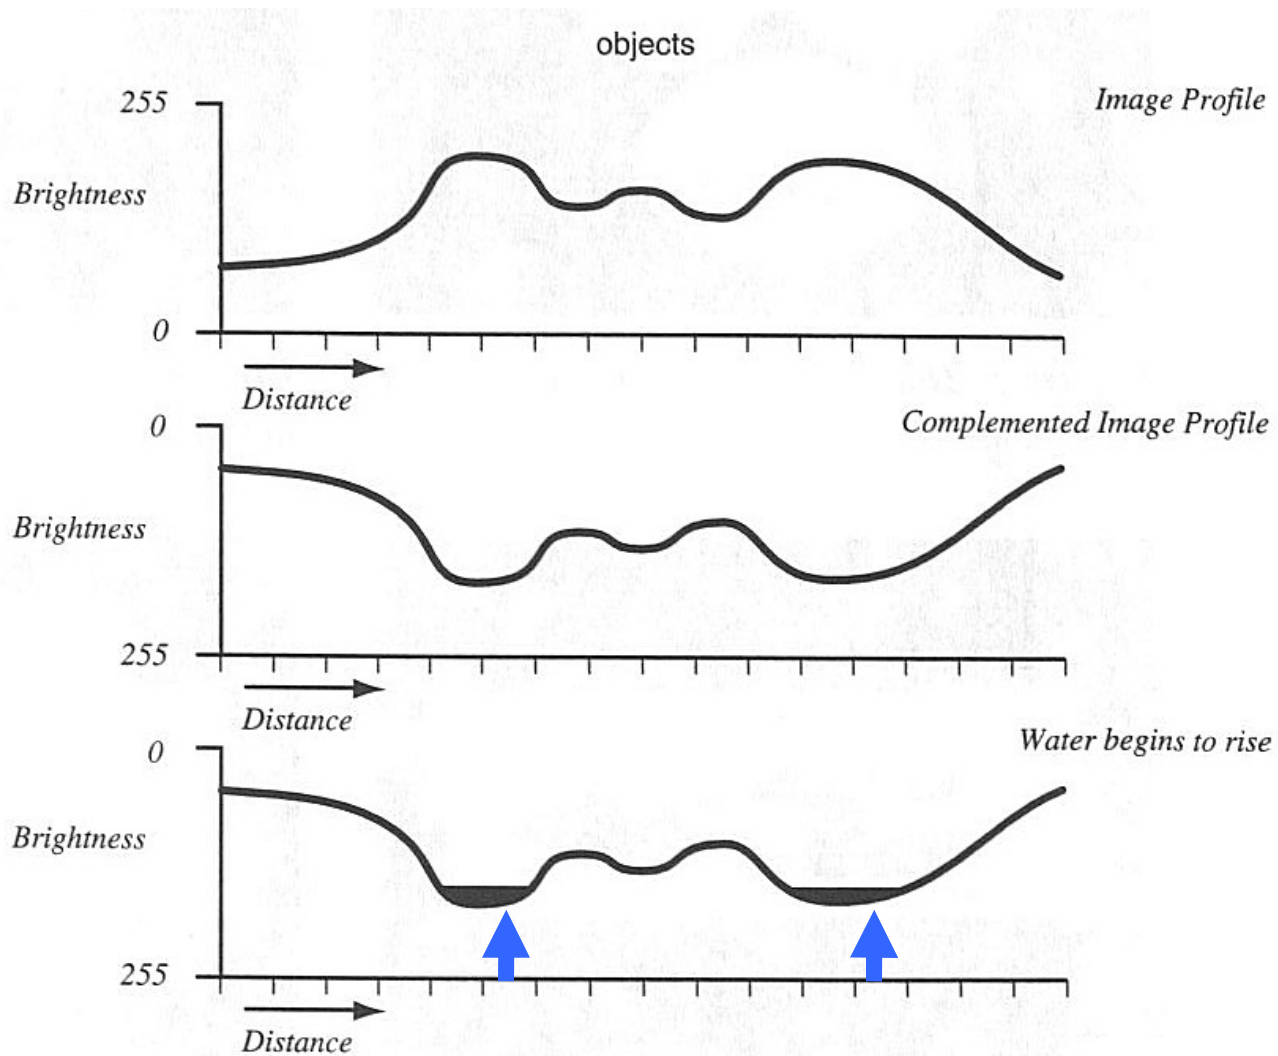 objects
255
Image Profile
Brightness
0
Distance
0
Complemented Image Profile
Brightness
255
Distance
0
Water begins to rise
Brightness
255
Distance